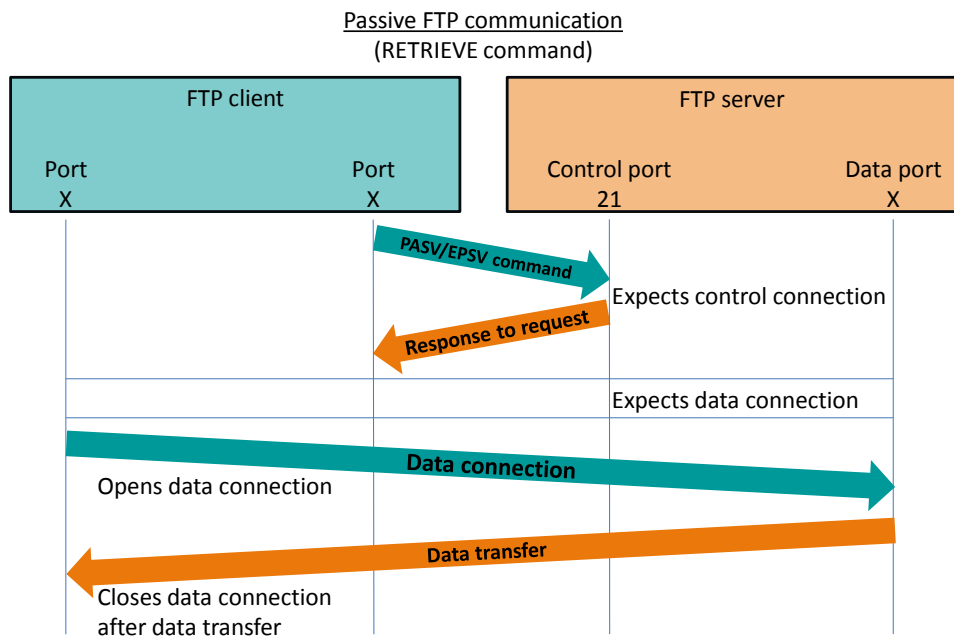 Passive FTP communication
(RETRIEVE command)
FTP client
FTP server
Port
X
Port
X
Control port
21
Data port
X
PASV/EPSV command
Expects control connection
Response to request
Expects data connection
Data connection
Opens data connection
Data transfer
Closes data connection
after data transfer